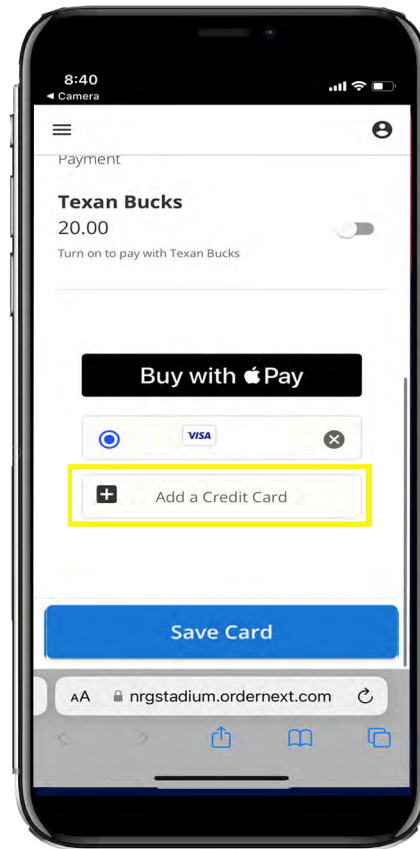 8:40
◀ Camera
Payment
Texan Bucks
20.00
Turn on to pay with Texan Bucks
Buy with Pay
VISA
Add a Credit Card
Save Card
AA nrgstadium.ordernext.com